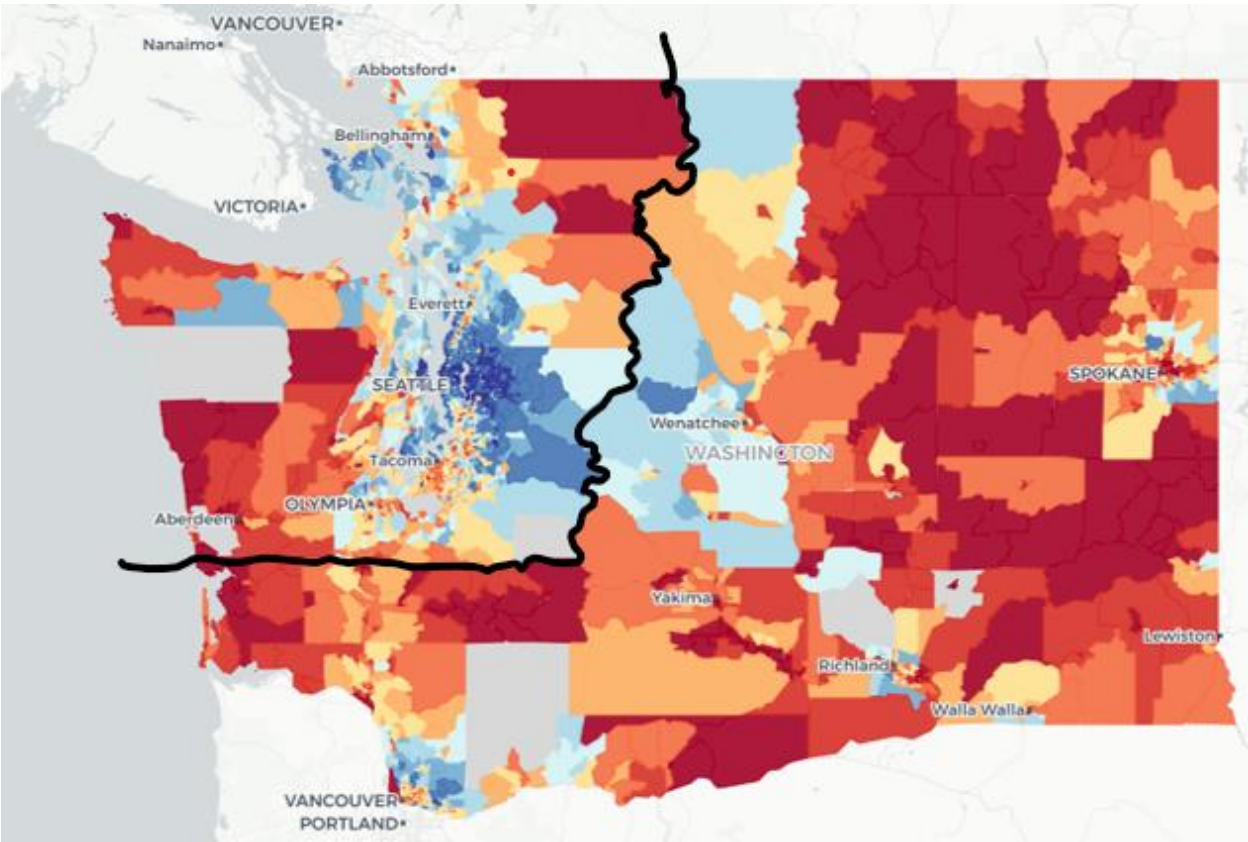 VANCOUVER
Nanaimo
Abbotsford
Bellingham
VICTORIA
Everett
SEATTLE
SPOKANE
Wenatchee
WASHINGTON
Tacoma
OLYMPIA
Aberdeen
Yakima
Lewiston
Richland
Walla Walla
VANCOUVER
PORTLAND